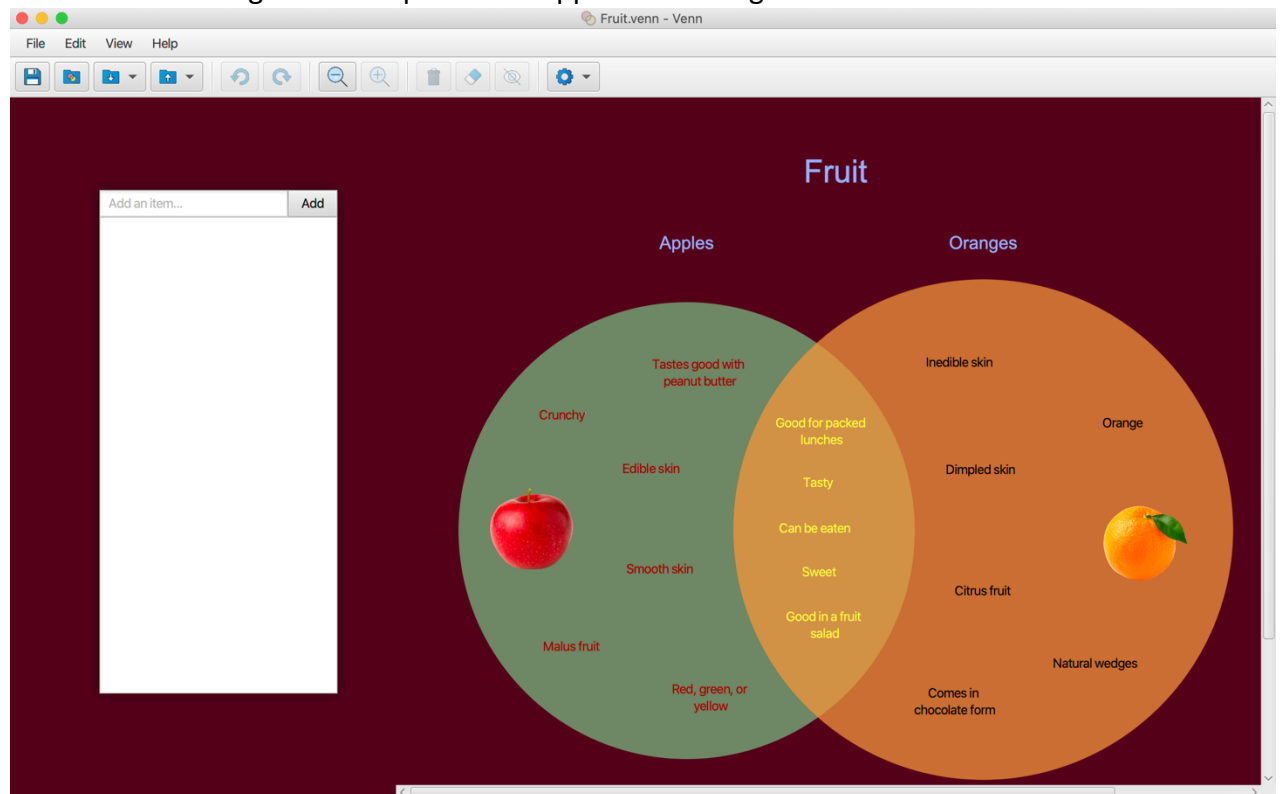 Fruit.venn - Venn
File Edit View Help
Add an item... Add
Fruit
Apples
Oranges
Tastes good with
peanut butter
Crunchy
Edible skin
Smooth skin
Malus fruit
Red, green, or
yellow
Good for packed
lunches
Tasty
Can be eaten
Sweet
Good in a fruit
salad
Inedible skin
Orange
Dimpled skin
Citrus fruit
Natural wedges
Comes in
chocolate form